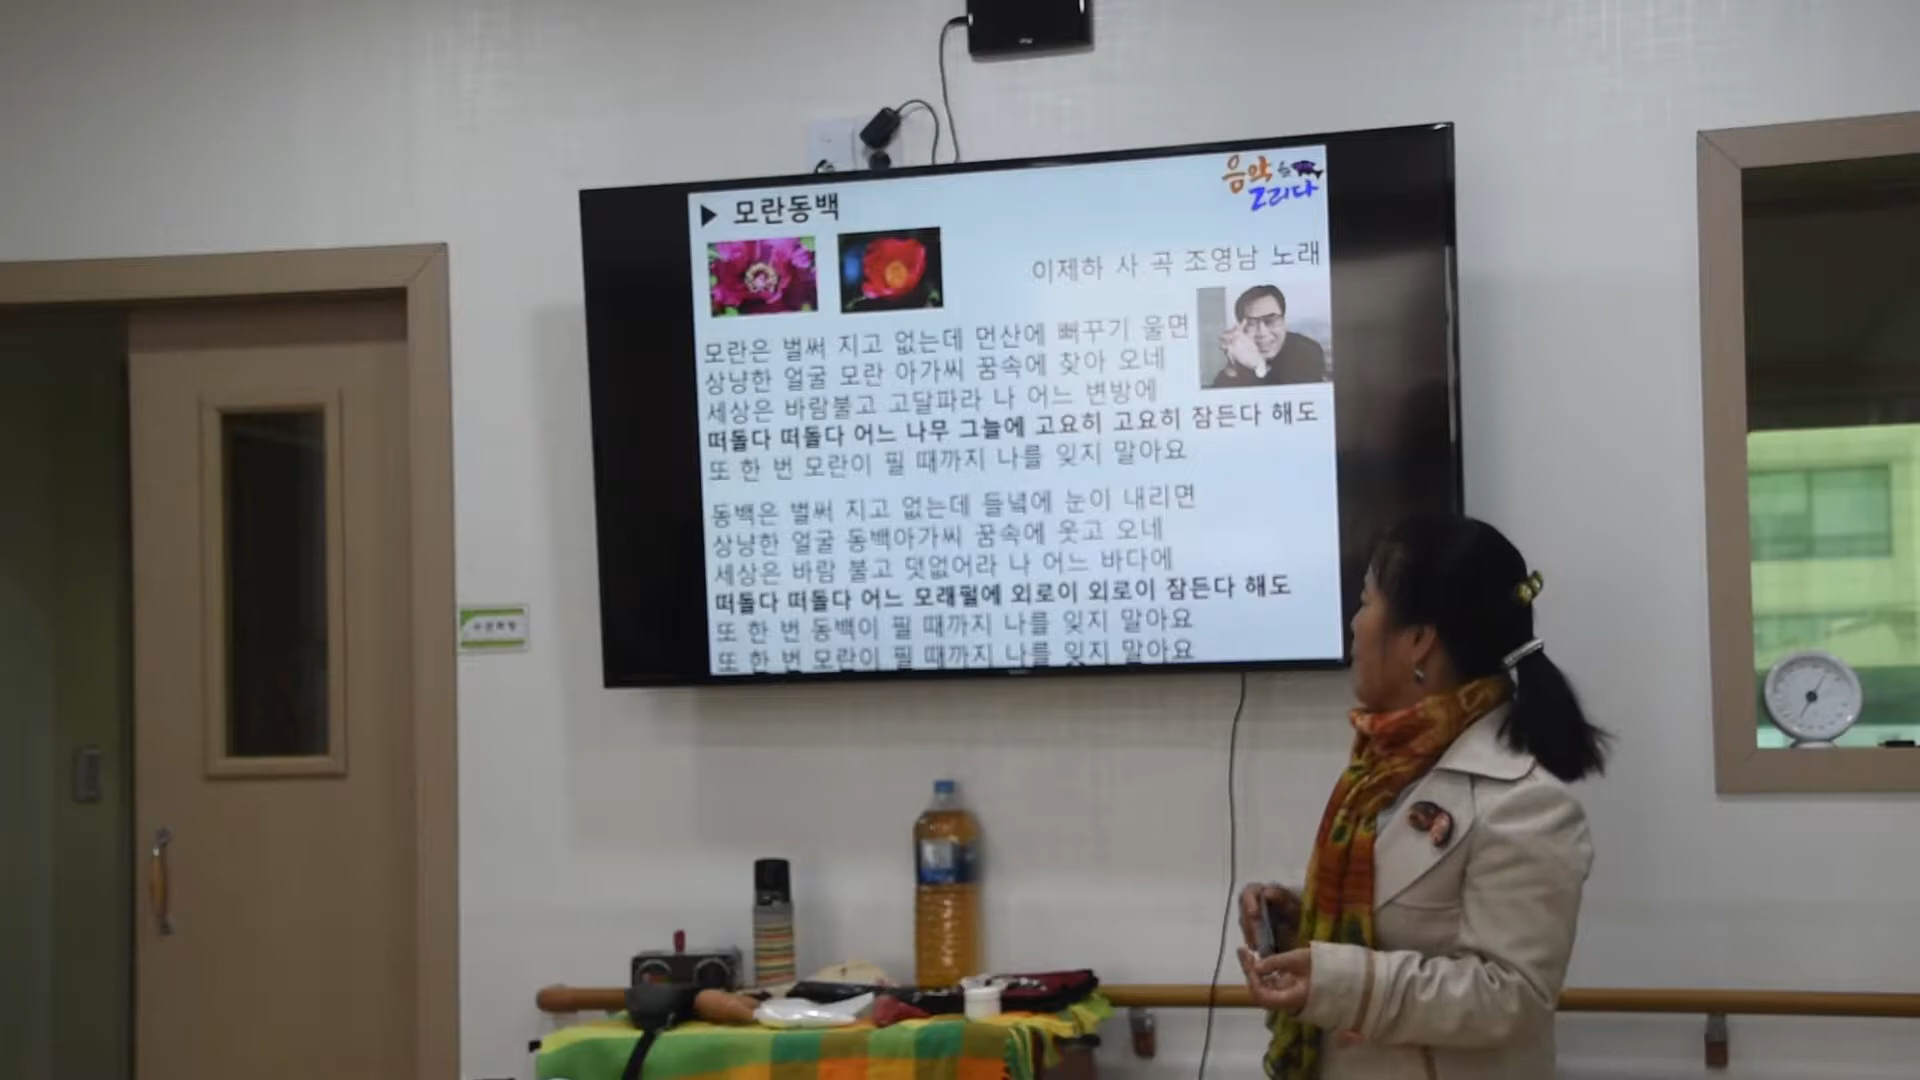 ▶ 모란동백
음악을 그리다
이제하 사 곡 조영남 노래
모란은 벌써 지고 없는데 먼산에 뻐꾸기 울면
상냥한 얼굴 모란 아가씨 꿈속에 찾아 오네
세상은 바람불고 고달파라 나 어느 변방에
떠돌다 떠돌다 어느 나무 그늘에 고요히 고요히 잠든다 해도
또 한 번 모란이 필 때까지 나를 잊지 말아요
동백은 벌써 지고 없는데 들녘에 눈이 내리면
상냥한 얼굴 동백아가씨 꿈속에 웃고 오네
세상은 바람 불고 덧없어라 나 어느 바다에
떠돌다 떠돌다 어느 모래펄에 외로이 외로이 잠든다 해도
또 한 번 동백이 필 때까지 나를 잊지 말아요
또 한 번 모란이 필 때까지 나를 잊지 말아요